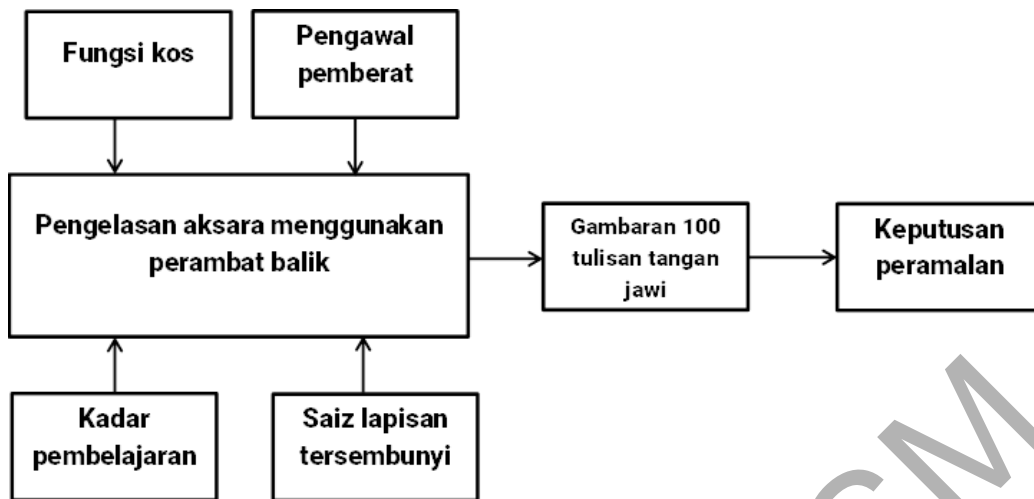 Fungsi kos
Pengawal
pemberat
Pengelasan aksara menggunakan
perambat balik
Gambaran 100
tulisan tangan
jawi
Keputusan
peramalan
Kadar
pembelajaran
Saiz lapisan
tersembunyi